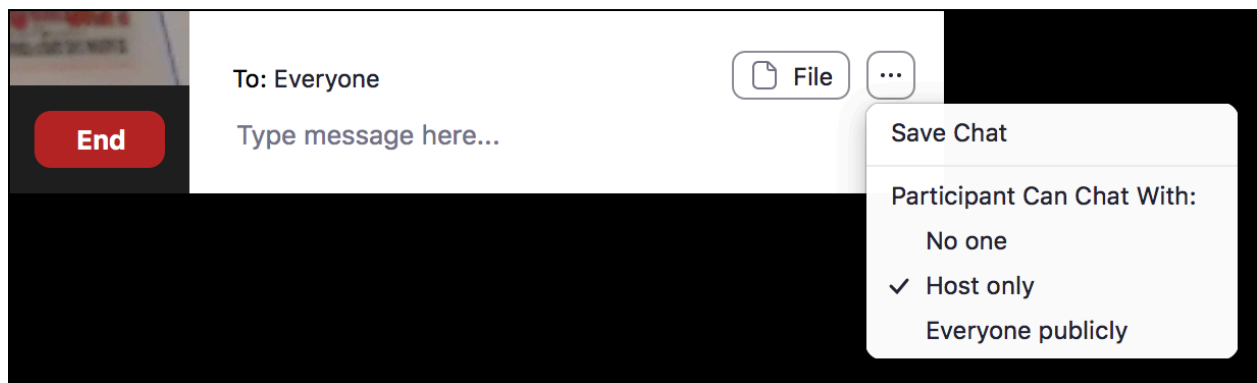 To: Everyone
File
...
End
Type message here...
Save Chat
Participant Can Chat With:
No one
Host only
Everyone publicly